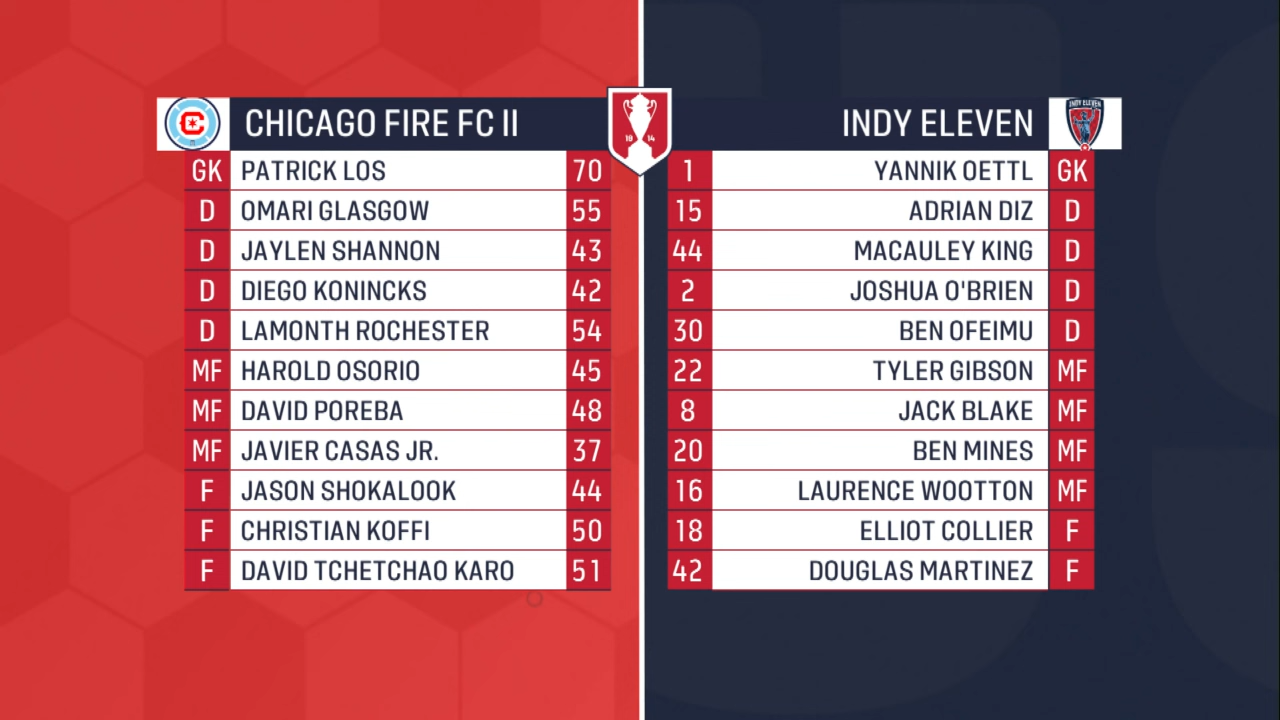 CHICAGO FIRE FC II
INDY ELEVEN
INDY ELEVEN
19 14
GK PATRICK LOS 70
1 YANNIK OETTL GK
D OMARI GLASGOW 55
15 ADRIAN DIZ D
D JAYLEN SHANNON 43
44 MACAULEY KING D
D DIEGO KONINCKS 42
2 JOSHUA O'BRIEN D
D LAMONTH ROCHESTER 54
30 BEN OFEIMU D
MF HAROLD OSORIO 45
22 TYLER GIBSON MF
MF DAVID POREBA 48
8 JACK BLAKE MF
MF JAVIER CASAS JR. 37
20 BEN MINES MF
F JASON SHOKALOOK 44
16 LAURENCE WOOTTON MF
F CHRISTIAN KOFFI 50
18 ELLIOT COLLIER F
F DAVID TCHETCHAO KARO 51
42 DOUGLAS MARTINEZ F